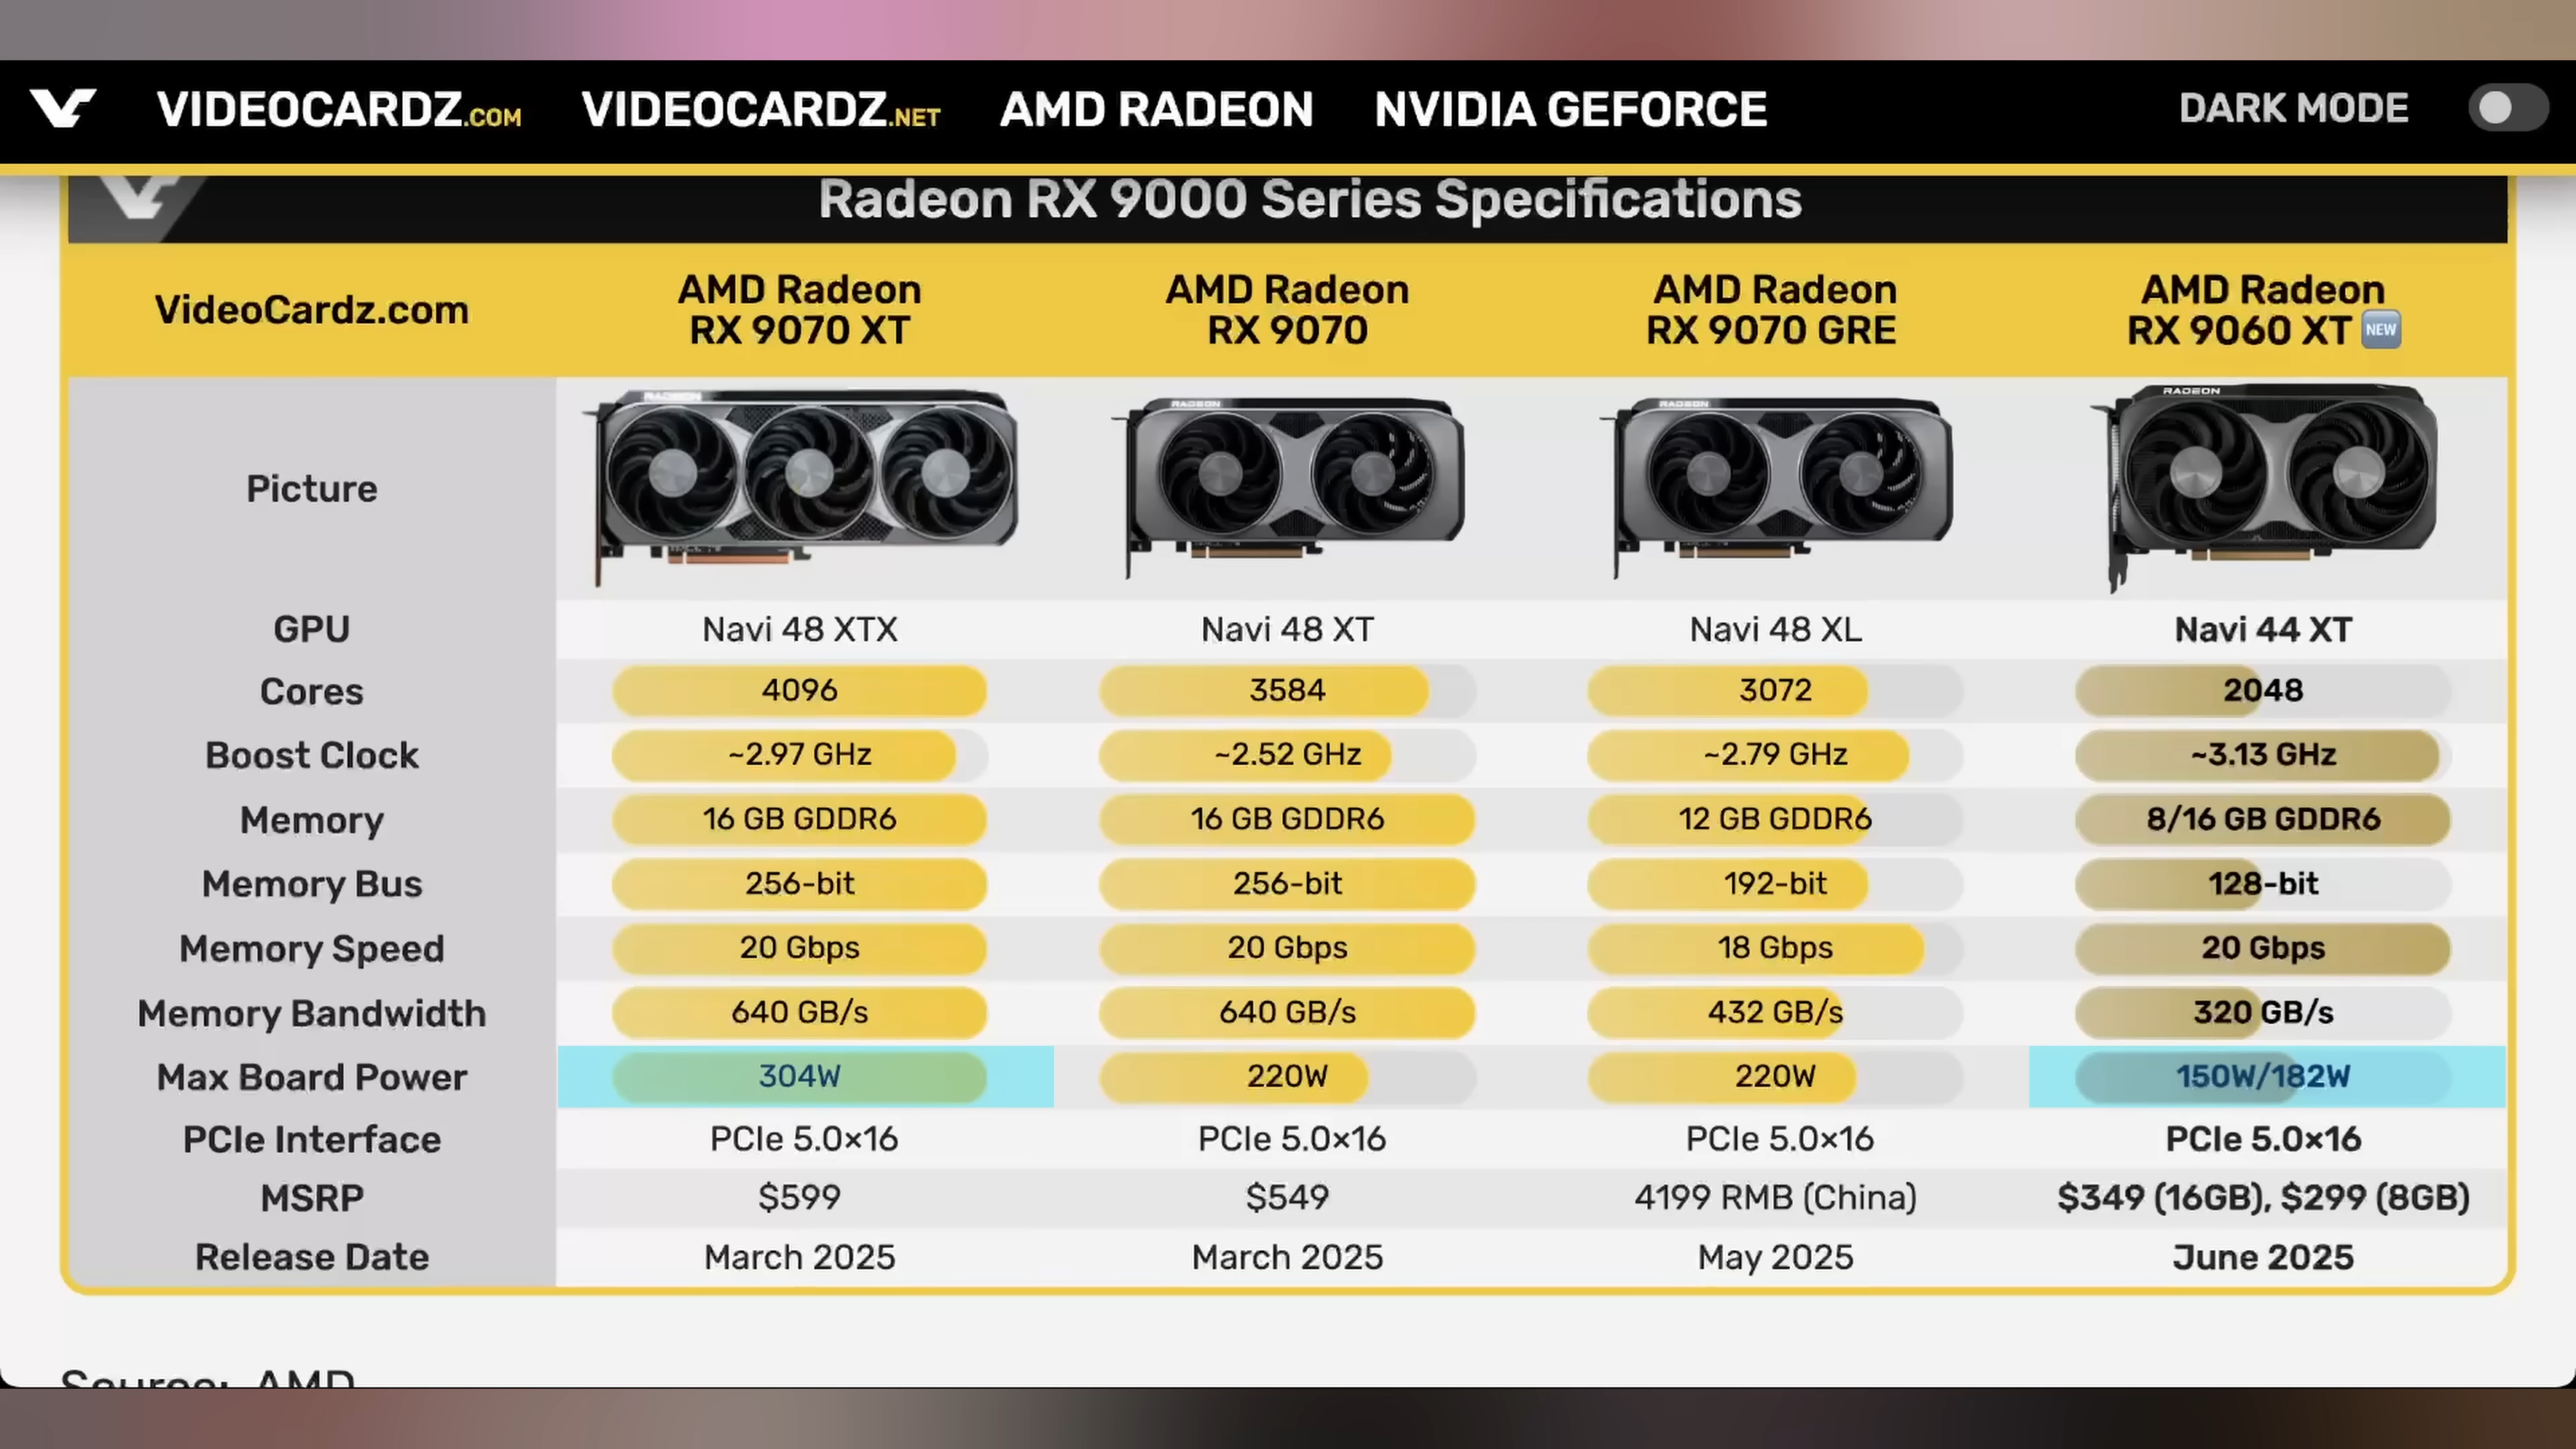 VIDEOCARDZ.COM VIDEOCARDZ.NET AMD RADEON NVIDIA GEFORCE DARK MODE
Radeon RX 9000 Series Specifications
VideoCardz.com
AMD Radeon
RX 9070 XT
AMD Radeon
RX 9070
AMD Radeon
RX 9070 GRE
AMD Radeon
RX 9060 XT NEW
Picture
RADEON RADEON RADEON RADEON
GPU Navi 48 XTX Navi 48 XT Navi 48 XL Navi 44 XT
Cores 4096 3584 3072 2048
Boost Clock ~2.97 GHz ~2.52 GHz ~2.79 GHz ~3.13 GHz
Memory 16 GB GDDR6 16 GB GDDR6 12 GB GDDR6 8/16 GB GDDR6
Memory Bus 256-bit 256-bit 192-bit 128-bit
Memory Speed 20 Gbps 20 Gbps 18 Gbps 20 Gbps
Memory Bandwidth 640 GB/s 640 GB/s 432 GB/s 320 GB/s
Max Board Power 304W 220W 220W 150W/182W
PCIe Interface PCIe 5.0×16 PCIe 5.0×16 PCIe 5.0×16 PCIe 5.0×16
MSRP $599 $549 4199 RMB (China) $349 (16GB), $299 (8GB)
Release Date March 2025 March 2025 May 2025 June 2025
Source: AMD